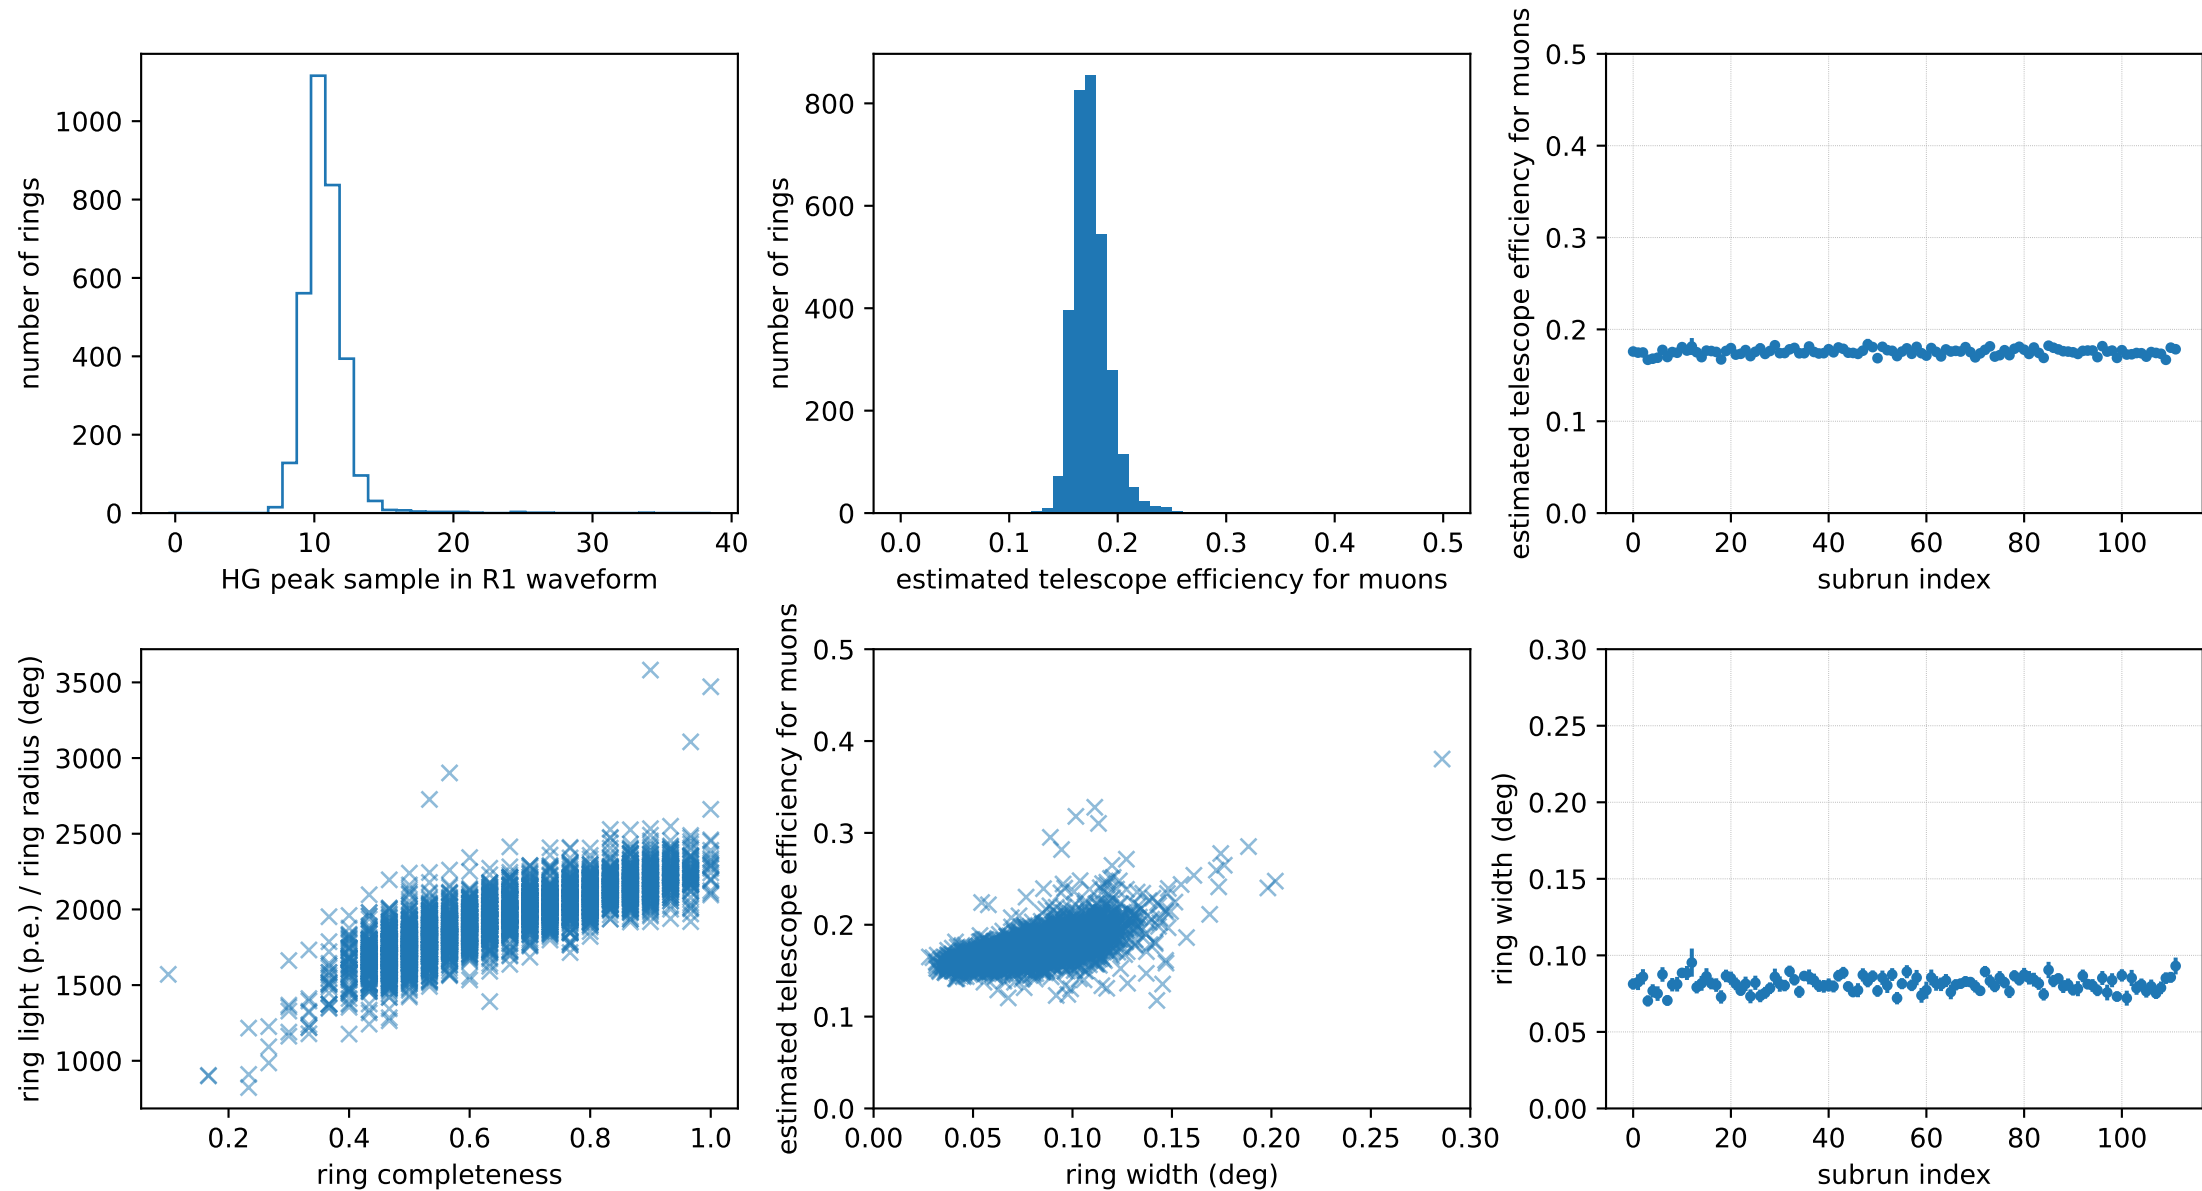 number of rings
1000
800
600
400
200
0
0 10 20 30 40
HG peak sample in R1 waveform
number of rings
800
600
400
200
0
0.0 0.1 0.2 0.3 0.4 0.5
estimated telescope efficiency for muons
estimated telescope efficiency for muons
0.5
0.4
0.3
0.2
0.1
0.0
0 20 40 60 80 100
subrun index
ring light (p.e.) / ring radius (deg)
3500
3000
2500
2000
1500
1000
0.2 0.4 0.6 0.8 1.0
ring completeness
estimated telescope efficiency for muons
0.5
0.4
0.3
0.2
0.1
0.0
0.00 0.05 0.10 0.15 0.20 0.25 0.30
ring width (deg)
ring width (deg)
0.30
0.25
0.20
0.15
0.10
0.05
0.00
0 20 40 60 80 100
subrun index